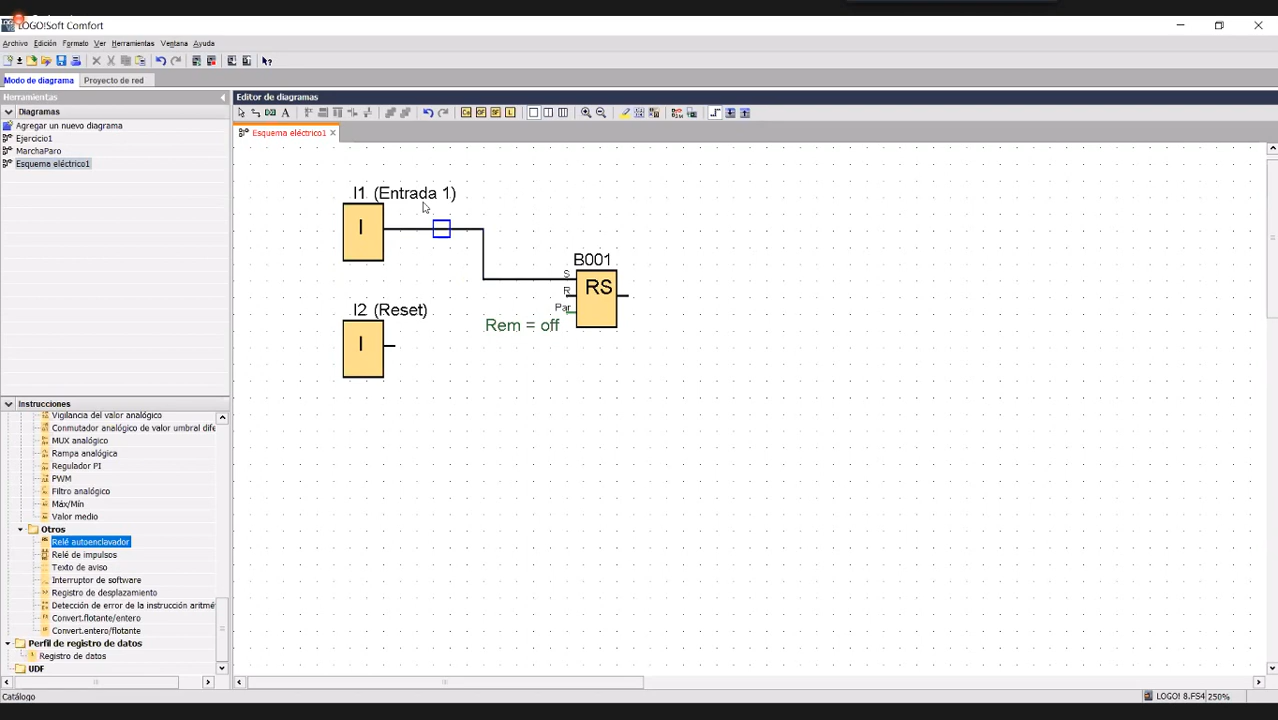 LOGO!Soft Comfort
Archivo Edición Formato Ver Herramientas Ventana Ayuda
Modo de diagrama Proyecto de red
Herramientas
Diagramas
Agregar un nuevo diagrama
Ejercicio1
MarchaParo
Esquema eléctrico1
Instrucciones
Vigilancia del valor analógico
Conmutador analógico de valor umbral dife
MUX analógico
Rampa analógica
Regulador PI
PWM
Filtro analógico
Máx/Mín
Valor medio
Otros
Relé autoenclavador
Relé de impulsos
Texto de aviso
Interruptor de software
Registro de desplazamiento
Detección de error de la instrucción aritmé
Convert.flotante/entero
Convert.entero/flotante
Perfil de registro de datos
Registro de datos
UDF
Editor de diagramas
Co SF L
Esquema eléctrico1
I1 (Entrada 1)
I
B001
S
RS
R
Par
Rem = off
I2 (Reset)
I
Catálogo
LOGO! 8.FS4 250%